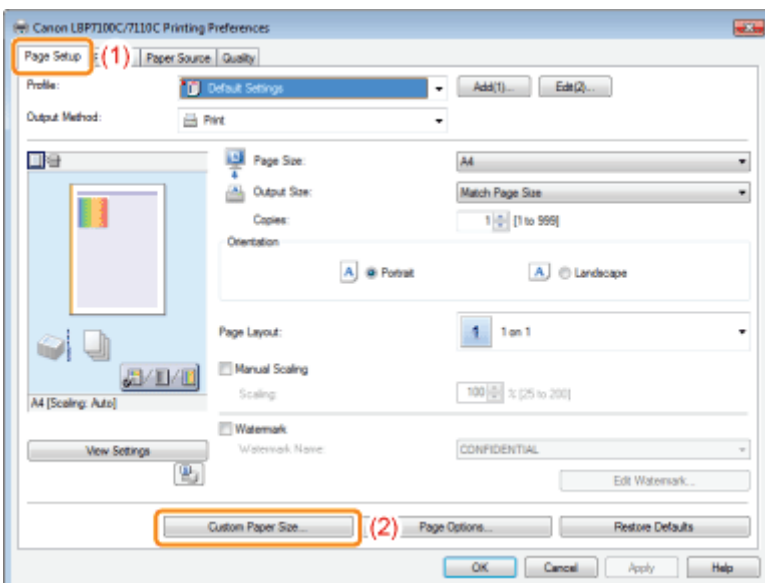 Canon LBP7100C/7110C Printing Preferences
Page Setup (1) Paper Source Quality
Profile: Default Settings Add(1)... Edit(2)...
Output Method: Print
Page Size: A4
Output Size: Match Page Size
Copies: 1 [1 to 999]
Orientation
A Portrait A Landscape
Page Layout: 1 1 on 1
Manual Scaling
Scaling: 100 % [25 to 200]
A4 [Scaling: Auto]
Watermark
View Settings Watermark Name: CONFIDENTIAL
Edit Watermark...
Custom Paper Size... (2) Page Options... Restore Defaults
OK Cancel Apply Help